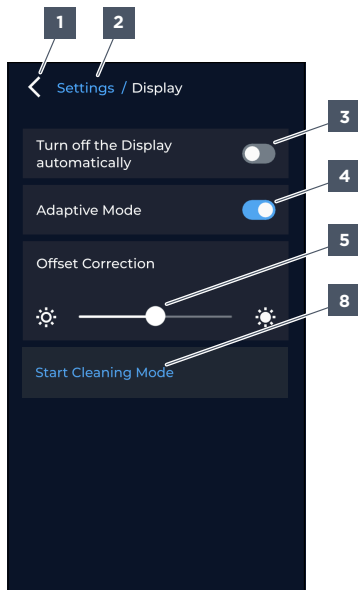 1
2
Settings / Display
Turn off the Display
automatically
3
Adaptive Mode
4
Offset Correction
5
8
Start Cleaning Mode